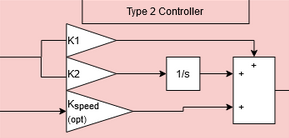 Type 2 Controller
K1
+
K2
1/s
+
Kspeed
(opt)
+